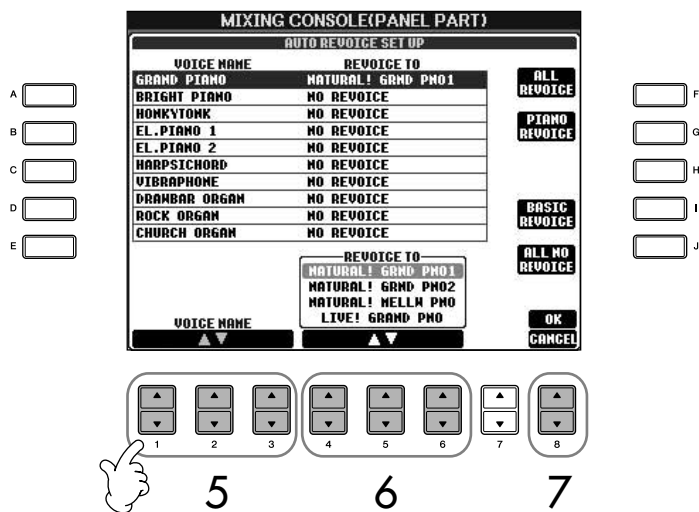 MIXING CONSOLE(PANEL PART)
AUTO REVOICE SET UP
VOICE NAME REVOICE TO
GRAND PIANO NATURAL! GRND PNO1
BRIGHT PIANO NO REVOICE
HONKYTONK NO REVOICE
EL.PIANO 1 NO REVOICE
EL.PIANO 2 NO REVOICE
HARPSICHORD NO REVOICE
VIBRAPHONE NO REVOICE
DRAWBAR ORGAN NO REVOICE
ROCK ORGAN NO REVOICE
CHURCH ORGAN NO REVOICE
ALL
REVOICE
PIANO
REVOICE
BASIC
REVOICE
ALL NO
REVOICE
REVOICE TO
NATURAL! GRND PNO1
NATURAL! GRND PNO2
NATURAL! MELLW PNO
LIVE! GRAND PNO
VOICE NAME
OK
CANCEL
A
B
C
D
E
F
G
H
I
J
1 2 3 4 5 6 7 8
5 6 7